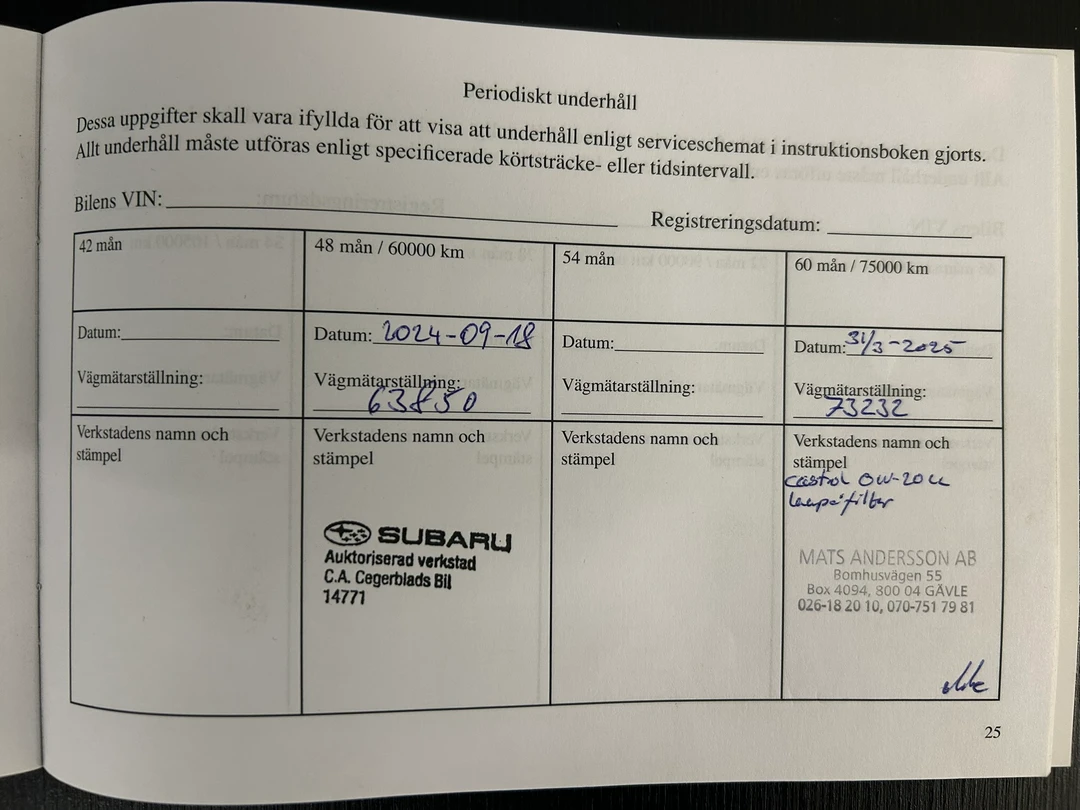 Periodiskt underhåll
Dessa uppgifter skall vara ifyllda för att visa att underhåll enligt serviceschemat i instruktionsboken gjorts.
Allt underhåll måste utföras enligt specificerade körtsträcke- eller tidsintervall.
Bilens VIN:
Registreringsdatum:
42 mån
Datum:
Vägmätarställning:
Verkstadens namn och
stämpel
48 mån / 60000 km
Datum: 2024-09-18
Vägmätarställning:
63850
Verkstadens namn och
stämpel
SUBARU
Auktoriserad verkstad
C.A. Cegerblads Bil
14771
54 mån
Datum:
Vägmätarställning:
Verkstadens namn och
stämpel
60 mån / 75000 km
Datum: 31/3-2025
Vägmätarställning:
73232
Verkstadens namn och
stämpel
castrol 0W-20
filter
MATS ANDERSSON AB
Bomhusvägen 55
Box 4094, 800 04 GÄVLE
026-18 20 10, 070-751 79 81
25